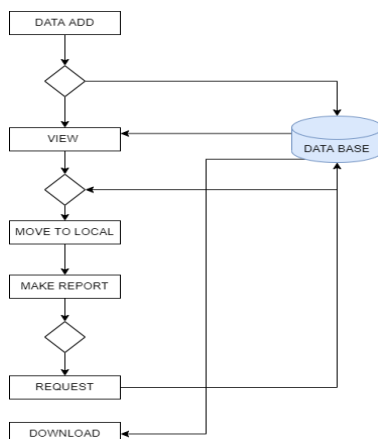 DATA ADD
VIEW
DATA BASE
MOVE TO LOCAL
MAKE REPORT
REQUEST
DOWNLOAD